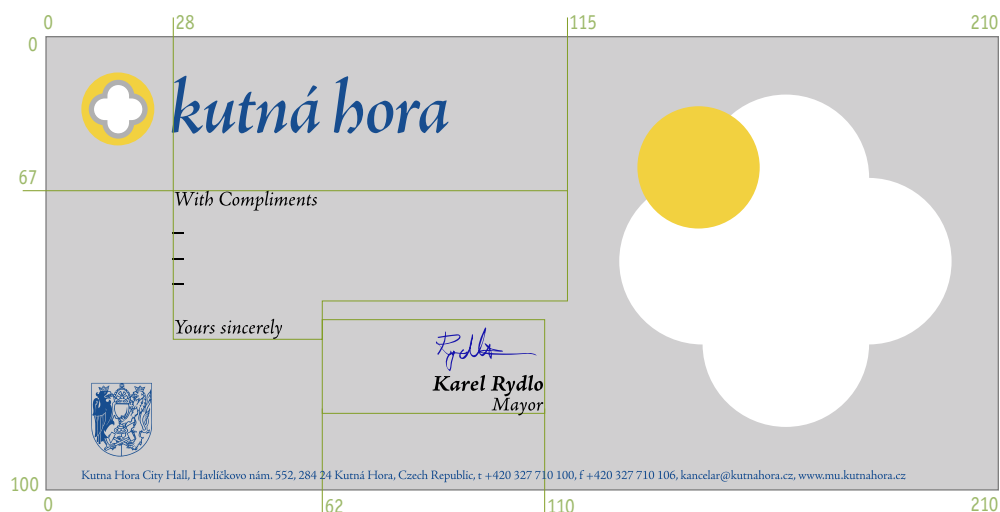 0 28 115 210
0
kutná hora
67
With Compliments
Yours sincerely
Rydlo
Karel Rydlo
Mayor
Kutna Hora City Hall, Havlíčkovo nám. 552, 284 24 Kutná Hora, Czech Republic, t +420 327 710 100, f +420 327 710 106, kancelar@kutnahora.cz, www.mu.kutnahora.cz
100
0 62 110 210